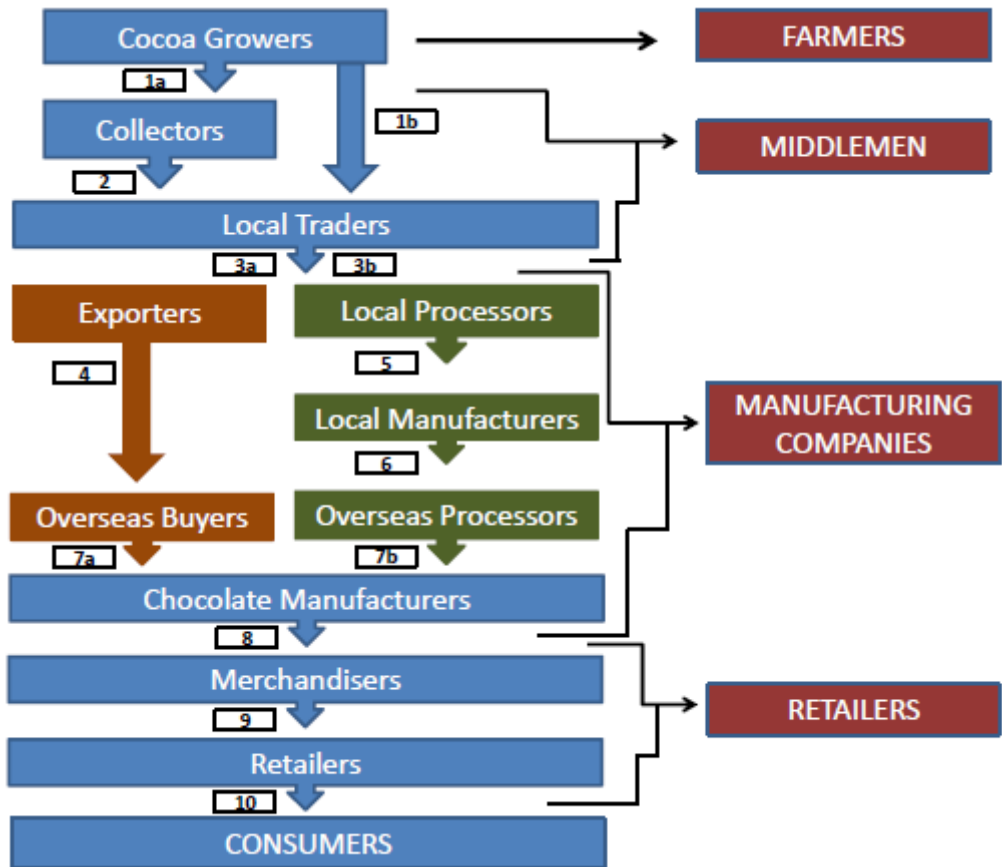 Cocoa Growers
FARMERS
1a
Collectors
1b
MIDDLEMEN
2
Local Traders
3a
3b
Exporters
Local Processors
4
5
Local Manufacturers
MANUFACTURING
COMPANIES
6
Overseas Buyers
Overseas Processors
7a
7b
Chocolate Manufacturers
8
Merchandisers
RETAILERS
9
Retailers
10
CONSUMERS